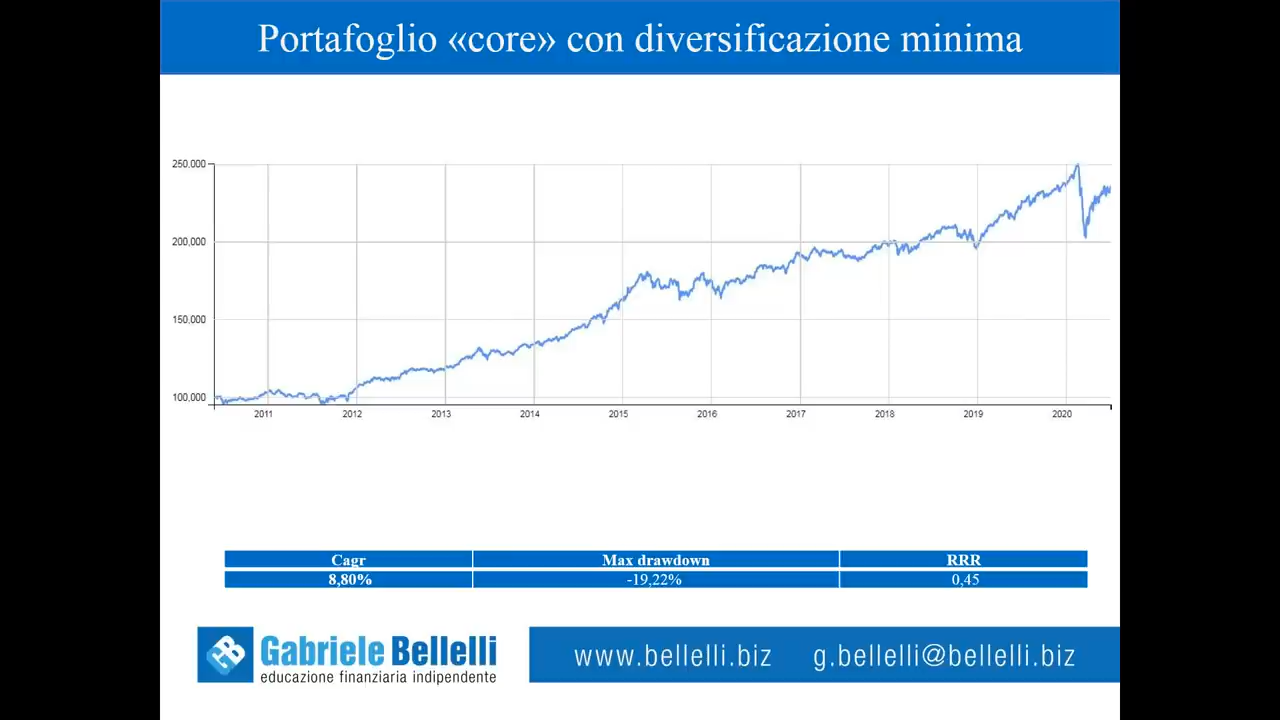 Portafoglio «core» con diversificazione minima
250,000
200,000
150,000
100,000
2011 2012 2013 2014 2015 2016 2017 2018 2019 2020
Cagr Max drawdown RRR
8,80% -19,22% 0,45
GB Gabriele Bellelli
educazione finanziaria indipendente
www.bellelli.biz g.bellelli@bellelli.biz